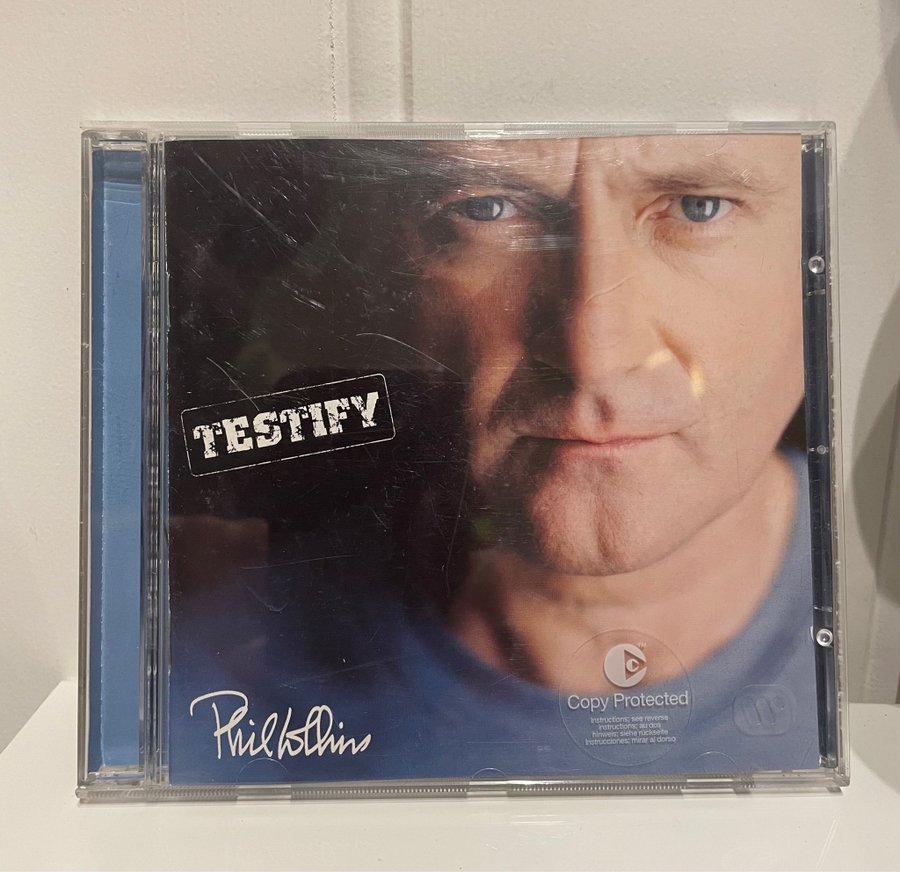 TESTIFY
Phil Collins
Copy Protected
Instructions; see reverse
instructions; au dos
hinweis; siehe rückseite
Instrucciones; mirar al dorso